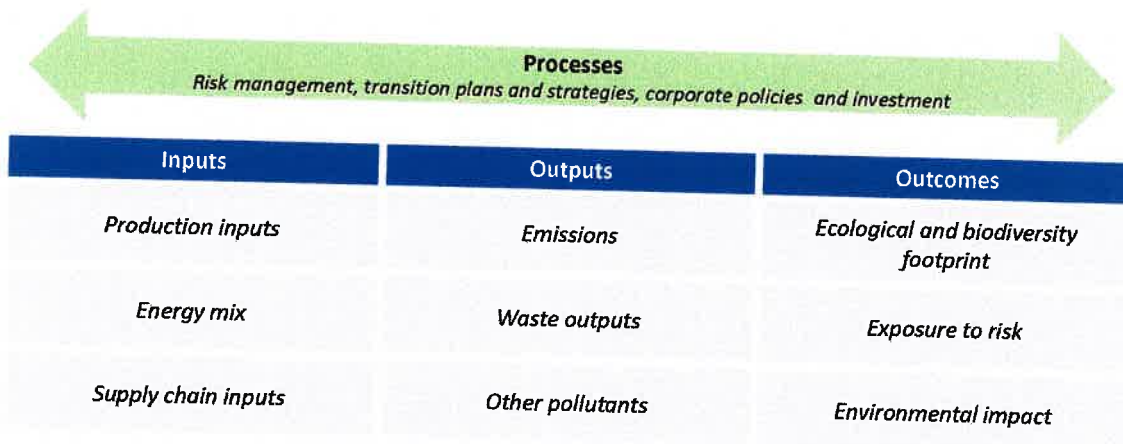 Processes
Risk management, transition plans and strategies, corporate policies and investment
Inputs
Outputs
Outcomes
Production inputs
Emissions
Ecological and biodiversity
footprint
Energy mix
Waste outputs
Exposure to risk
Supply chain inputs
Other pollutants
Environmental impact